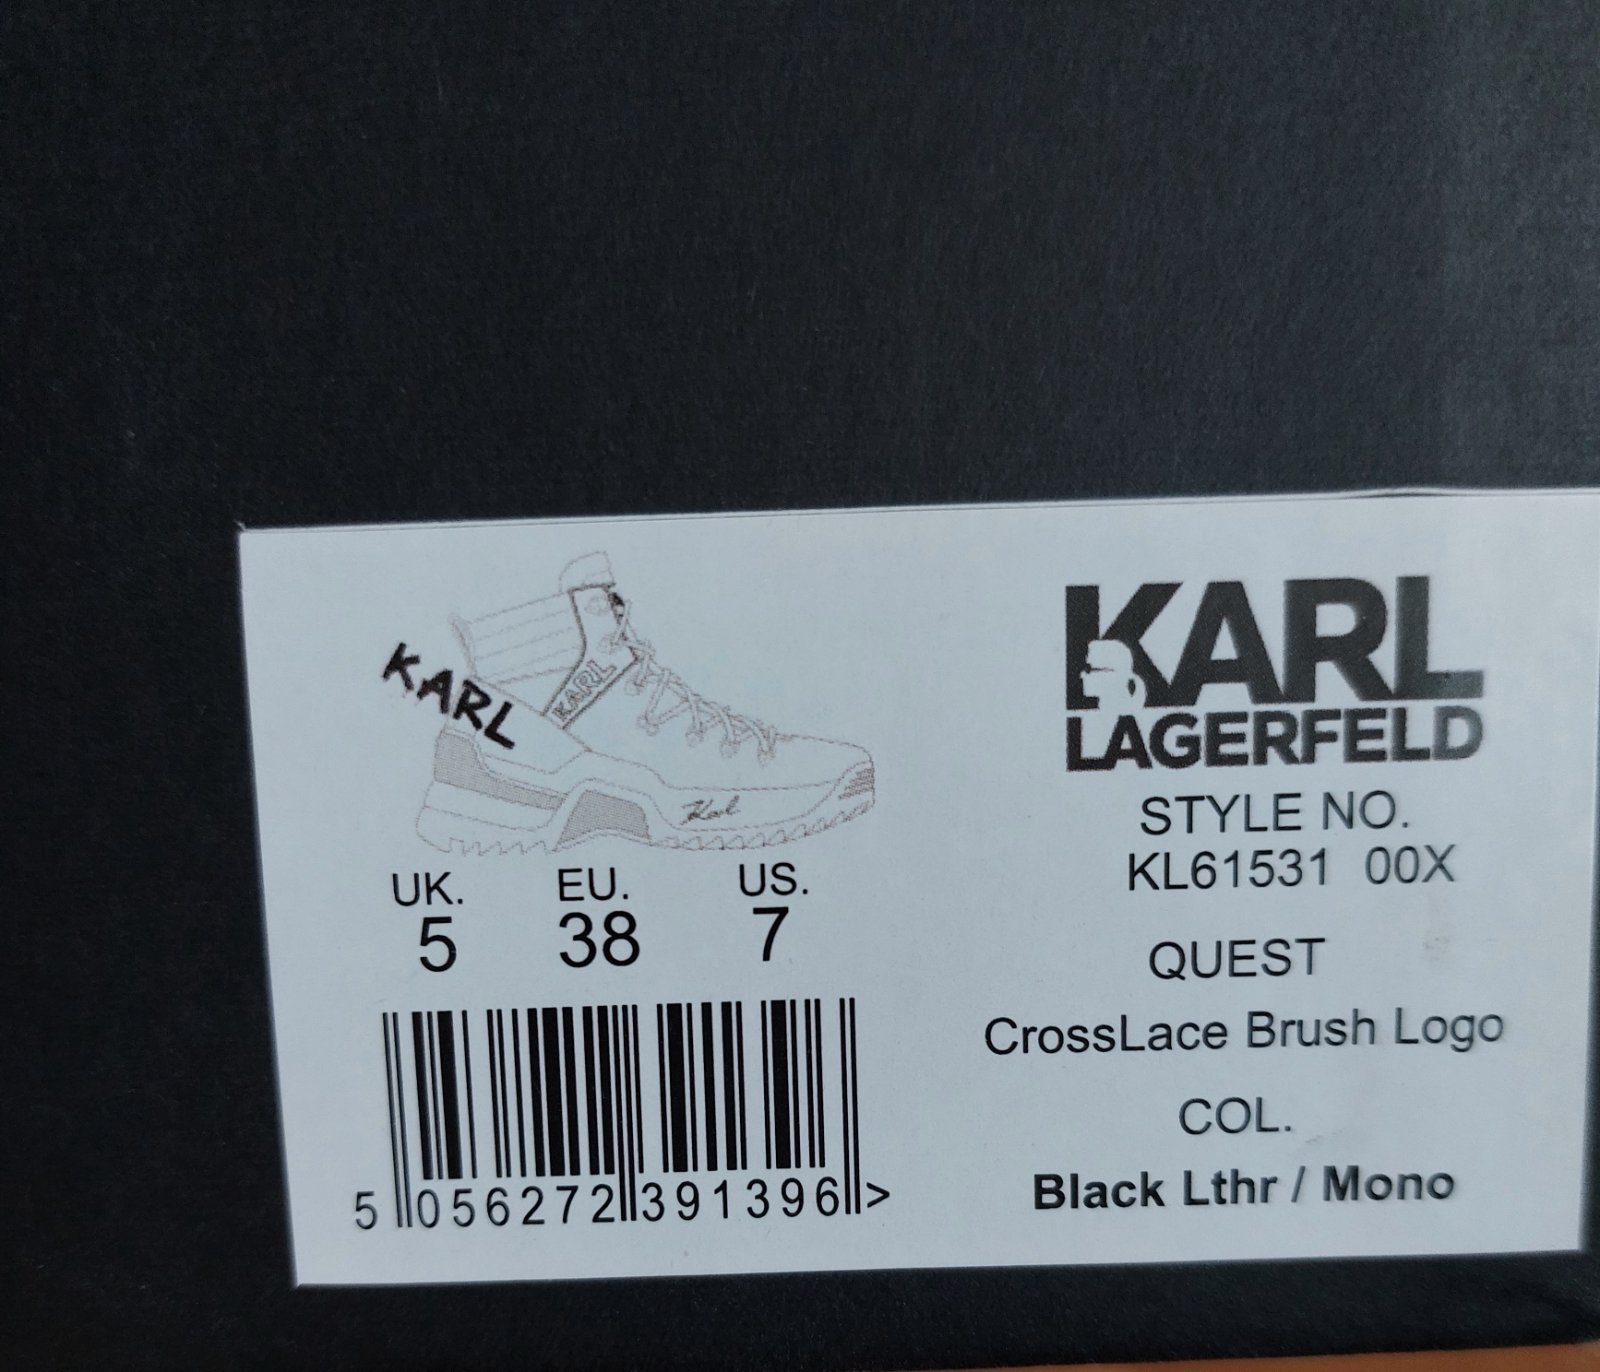 KARL
KARL
Karl
UK. EU. US.
5 38 7
5 056272 391396 >
KARL
LAGERFELD
STYLE NO.
KL61531 00X
QUEST
CrossLace Brush Logo
COL.
Black Lthr / Mono